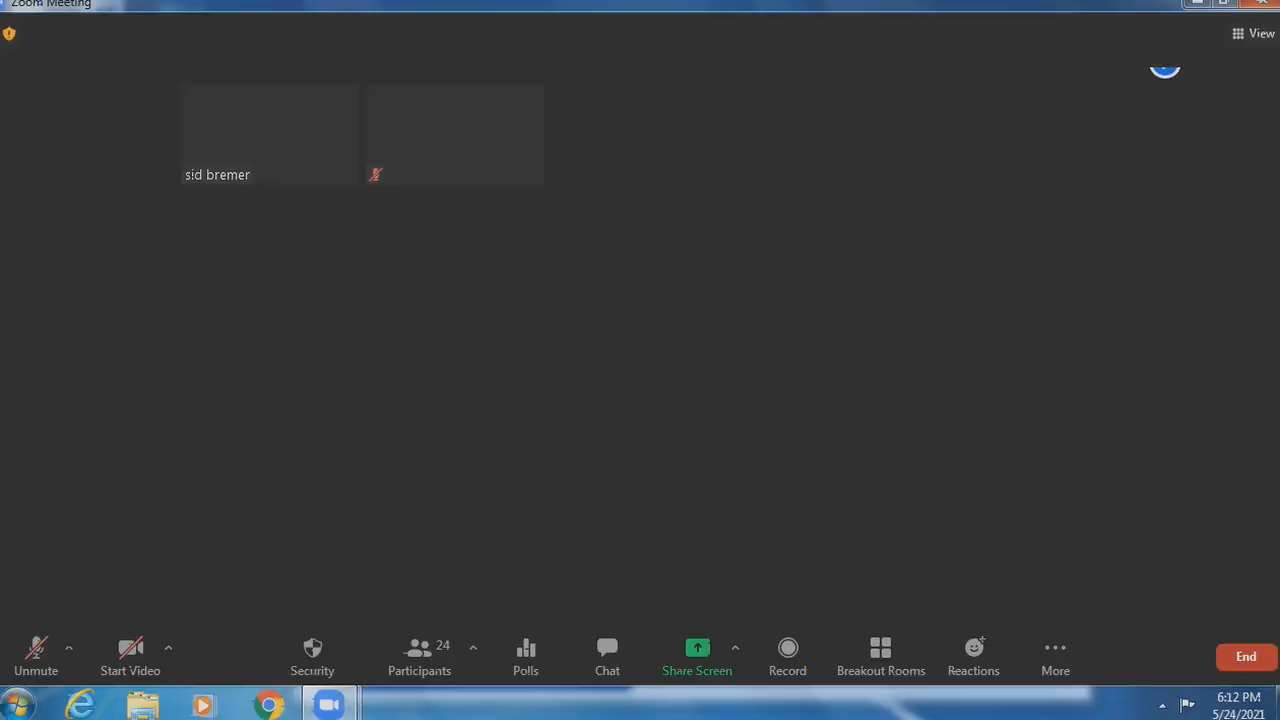 Zoom Meeting
View
sid bremer
24
Unmute
Start Video
Security
Participants
Polls
Chat
Share Screen
Record
Breakout Rooms
Reactions
More
End
6:12 PM
5/24/2021